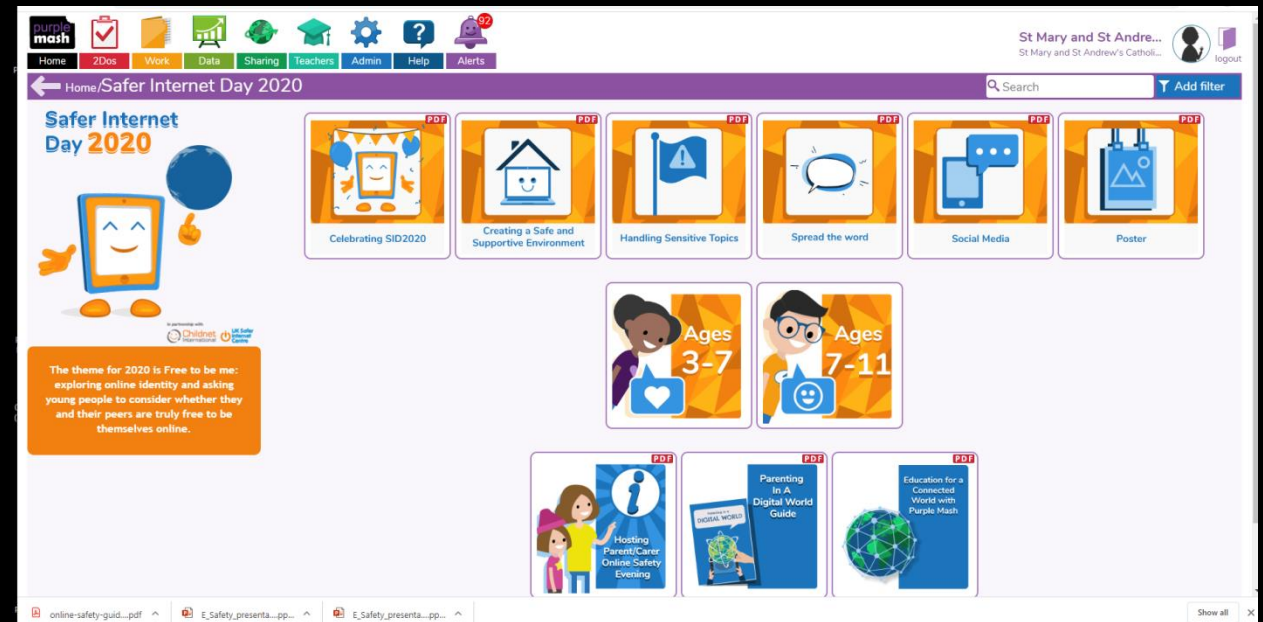 92
purple
mash
Home
2Dos
Work
Data
Sharing
Teachers
Admin
Help
Alerts
St Mary and St Andre...
St Mary and St Andrew's Catholi...
logout
Home/Safer Internet Day 2020
Search
Add filter
Safer Internet
Day 2020
In partnership with
Childnet
International
UK Safer
Internet
Centre
The theme for 2020 is Free to be me:
exploring online identity and asking
young people to consider whether they
and their peers are truly free to be
themselves online.
PDF
Celebrating SID2020
PDF
Creating a Safe and
Supportive Environment
PDF
Handling Sensitive Topics
PDF
Spread the word
PDF
Social Media
PDF
Poster
Ages
3-7
Ages
7-11
PDF
i
Hosting
Parent/Carer
Online Safety
Evening
PDF
Parenting
In A
Digital World
Guide
DIGITAL WORLD
PDF
Education for a
Connected
World with
Purple Mash
online-safety-guid....pdf
E_Safety_presenta....pp...
E_Safety_presenta....pp...
Show all